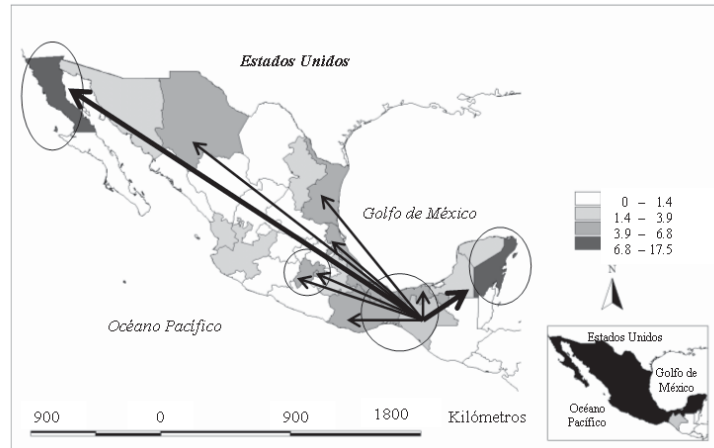 Estados Unidos
Golfo de México
0 – 1.4
1.4 – 3.9
3.9 – 6.8
6.8 – 17.5
N
Océano Pacífico
Estados Unidos
Golfo de
México
Océano
Pacífico
900 0 900 1800 Kilómetros